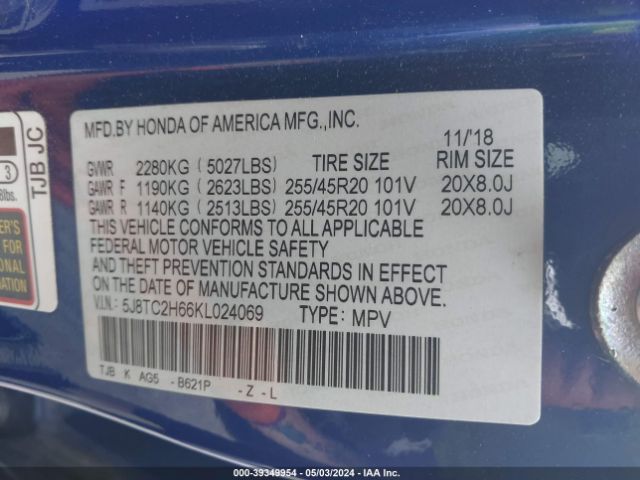 MFD.BY HONDA OF AMERICA MFG.,INC.
11/'18
GVWR 2280KG (5027LBS) TIRE SIZE RIM SIZE
GAWR F 1190KG (2623LBS) 255/45R20 101V 20X8.0J
GAWR R 1140KG (2513LBS) 255/45R20 101V 20X8.0J
THIS VEHICLE CONFORMS TO ALL APPLICABLE
FEDERAL MOTOR VEHICLE SAFETY
AND THEFT PREVENTION STANDARDS IN EFFECT
ON THE DATE OF MANUFACTURE SHOWN ABOVE.
V.I.N.: 5J8TC2H66KL024069 TYPE: MPV
TJB K AG5 - B621P - Z - L
TJB JC
3
lbs.
FOR
000-39349954 - 05/03/2024 - IAA Inc.